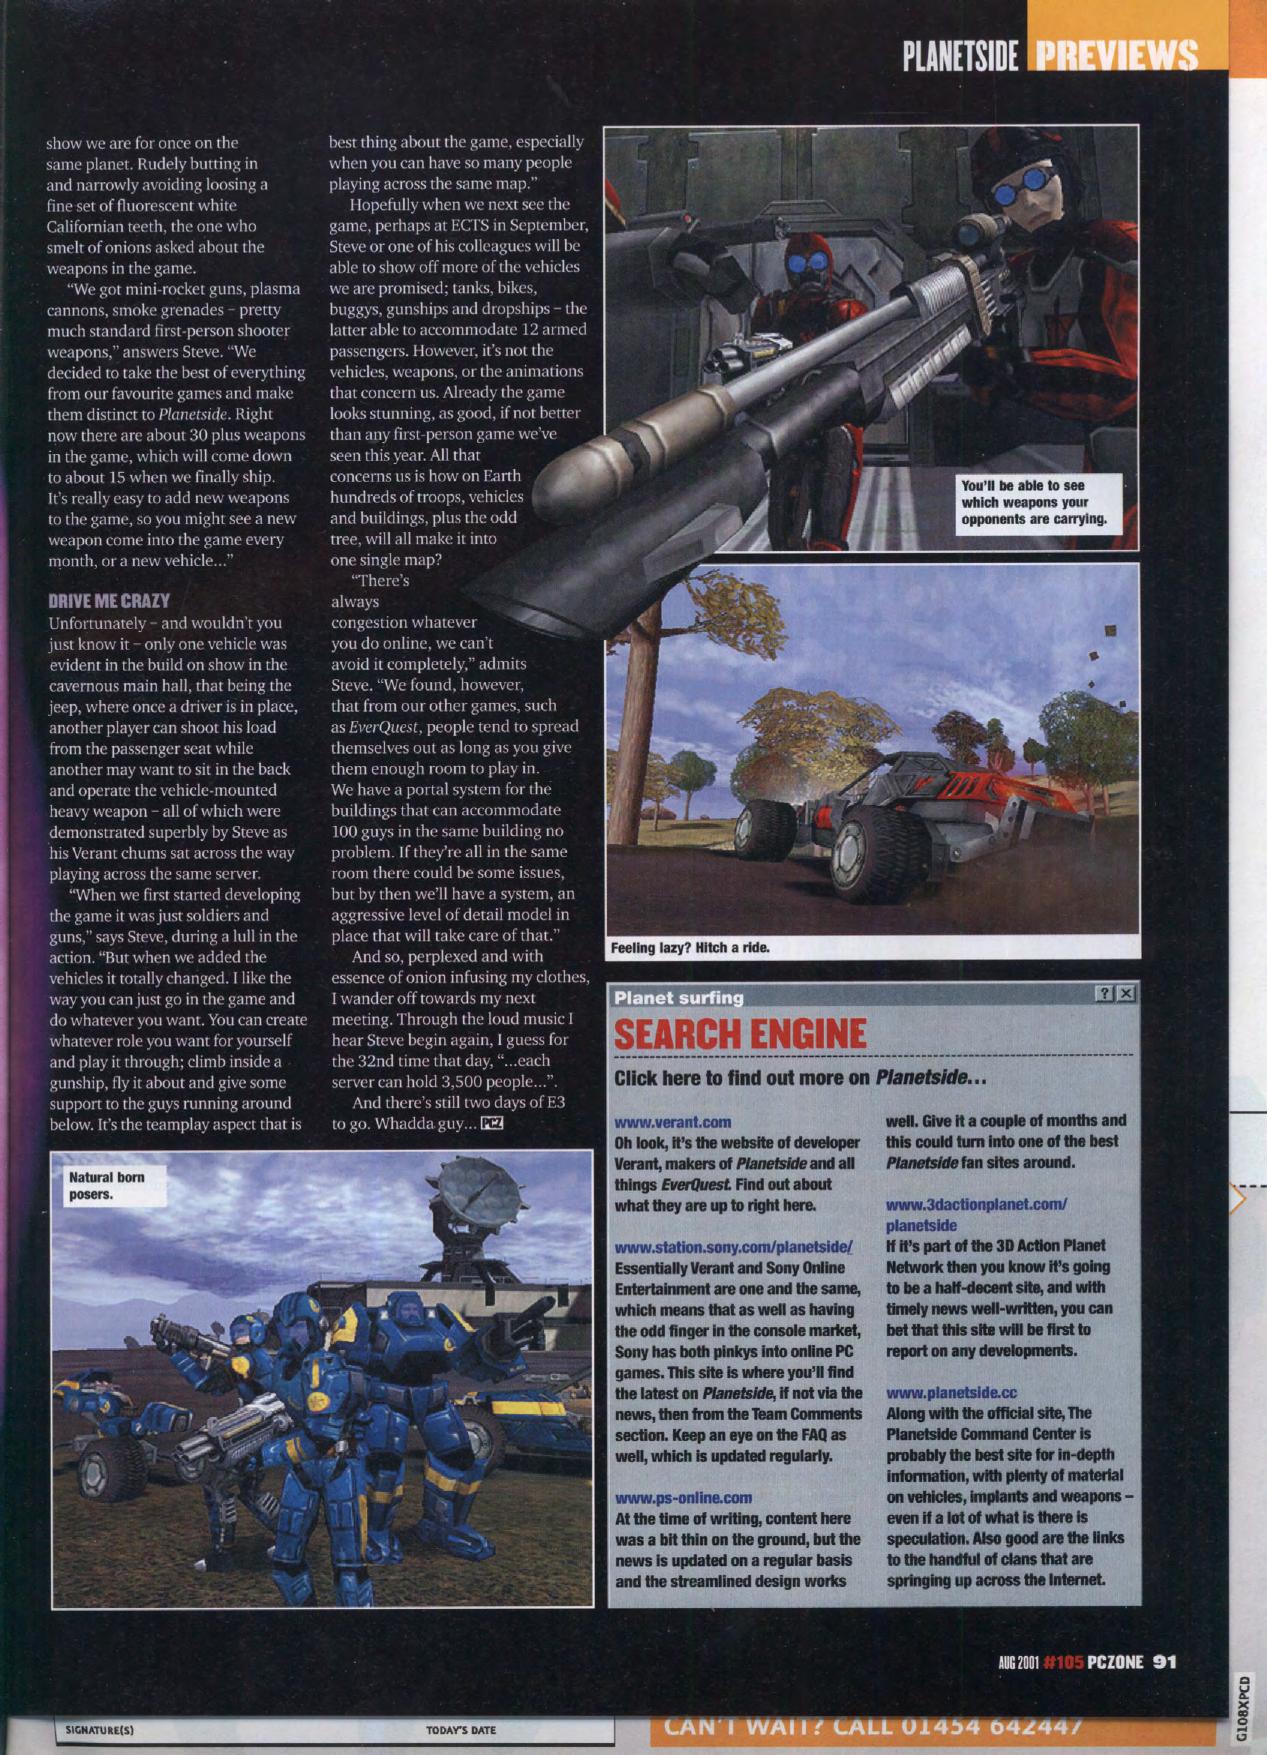 PLANETSIDE PREVIEWS
show we are for once on the
same planet. Rudely butting in
and narrowly avoiding loosing a
fine set of fluorescent white
Californian teeth, the one who
smelt of onions asked about the
weapons in the game.
“We got mini-rocket guns, plasma
cannons, smoke grenades – pretty
much standard first-person shooter
weapons,” answers Steve. “We
decided to take the best of everything
from our favourite games and make
them distinct to Planetside. Right
now there are about 30 plus weapons
in the game, which will come down
to about 15 when we finally ship.
It's really easy to add new weapons
to the game, so you might see a new
weapon come into the game every
month, or a new vehicle...”
DRIVE ME CRAZY
Unfortunately – and wouldn't you
just know it – only one vehicle was
evident in the build on show in the
cavernous main hall, that being the
jeep, where once a driver is in place,
another player can shoot his load
from the passenger seat while
another may want to sit in the back
and operate the vehicle-mounted
heavy weapon – all of which were
demonstrated superbly by Steve as
his Verant chums sat across the way
playing across the same server.
“When we first started developing
the game it was just soldiers and
guns,” says Steve, during a lull in the
action. “But when we added the
vehicles it totally changed. I like the
way you can just go in the game and
do whatever you want. You can create
whatever role you want for yourself
and play it through; climb inside a
gunship, fly it about and give some
support to the guys running around
below. It's the teamplay aspect that is
best thing about the game, especially
when you can have so many people
playing across the same map.”
Hopefully when we next see the
game, perhaps at ECTS in September,
Steve or one of his colleagues will be
able to show off more of the vehicles
we are promised; tanks, bikes,
buggys, gunships and dropships – the
latter able to accommodate 12 armed
passengers. However, it's not the
vehicles, weapons, or the animations
that concern us. Already the game
looks stunning, as good, if not better
than any first-person game we've
seen this year. All that
concerns us is how on Earth
hundreds of troops, vehicles
and buildings, plus the odd
tree, will all make it into
one single map?
“There's
always
congestion whatever
you do online, we can't
avoid it completely,” admits
Steve. “We found, however,
that from our other games, such
as EverQuest, people tend to spread
themselves out as long as you give
them enough room to play in.
We have a portal system for the
buildings that can accommodate
100 guys in the same building no
problem. If they're all in the same
room there could be some issues,
but by then we'll have a system, an
aggressive level of detail model in
place that will take care of that.”
And so, perplexed and with
essence of onion infusing my clothes,
I wander off towards my next
meeting. Through the loud music I
hear Steve begin again, I guess for
the 32nd time that day, “...each
server can hold 3,500 people...”.
And there's still two days of E3
to go. Whadda guy... PCZ
You'll be able to see
which weapons your
opponents are carrying.
Feeling lazy? Hitch a ride.
Natural born
posers.
Planet surfing ? X
SEARCH ENGINE
Click here to find out more on Planetside...
www.verant.com
Oh look, it's the website of developer
Verant, makers of Planetside and all
things EverQuest. Find out about
what they are up to right here.
www.station.sony.com/planetside/
Essentially Verant and Sony Online
Entertainment are one and the same,
which means that as well as having
the odd finger in the console market,
Sony has both pinkys into online PC
games. This site is where you'll find
the latest on Planetside, if not via the
news, then from the Team Comments
section. Keep an eye on the FAQ as
well, which is updated regularly.
www.ps-online.com
At the time of writing, content here
was a bit thin on the ground, but the
news is updated on a regular basis
and the streamlined design works
well. Give it a couple of months and
this could turn into one of the best
Planetside fan sites around.
www.3dactionplanet.com/
planetside
If it's part of the 3D Action Planet
Network then you know it's going
to be a half-decent site, and with
timely news well-written, you can
bet that this site will be first to
report on any developments.
www.planetside.cc
Along with the official site, The
Planetside Command Center is
probably the best site for in-depth
information, with plenty of material
on vehicles, implants and weapons –
even if a lot of what is there is
speculation. Also good are the links
to the handful of clans that are
springing up across the Internet.
AUG 2001 #105 PCZONE 91
SIGNATURE(S) TODAY'S DATE
CAN'T WAIT? CALL 01454 642447
G108XPCD